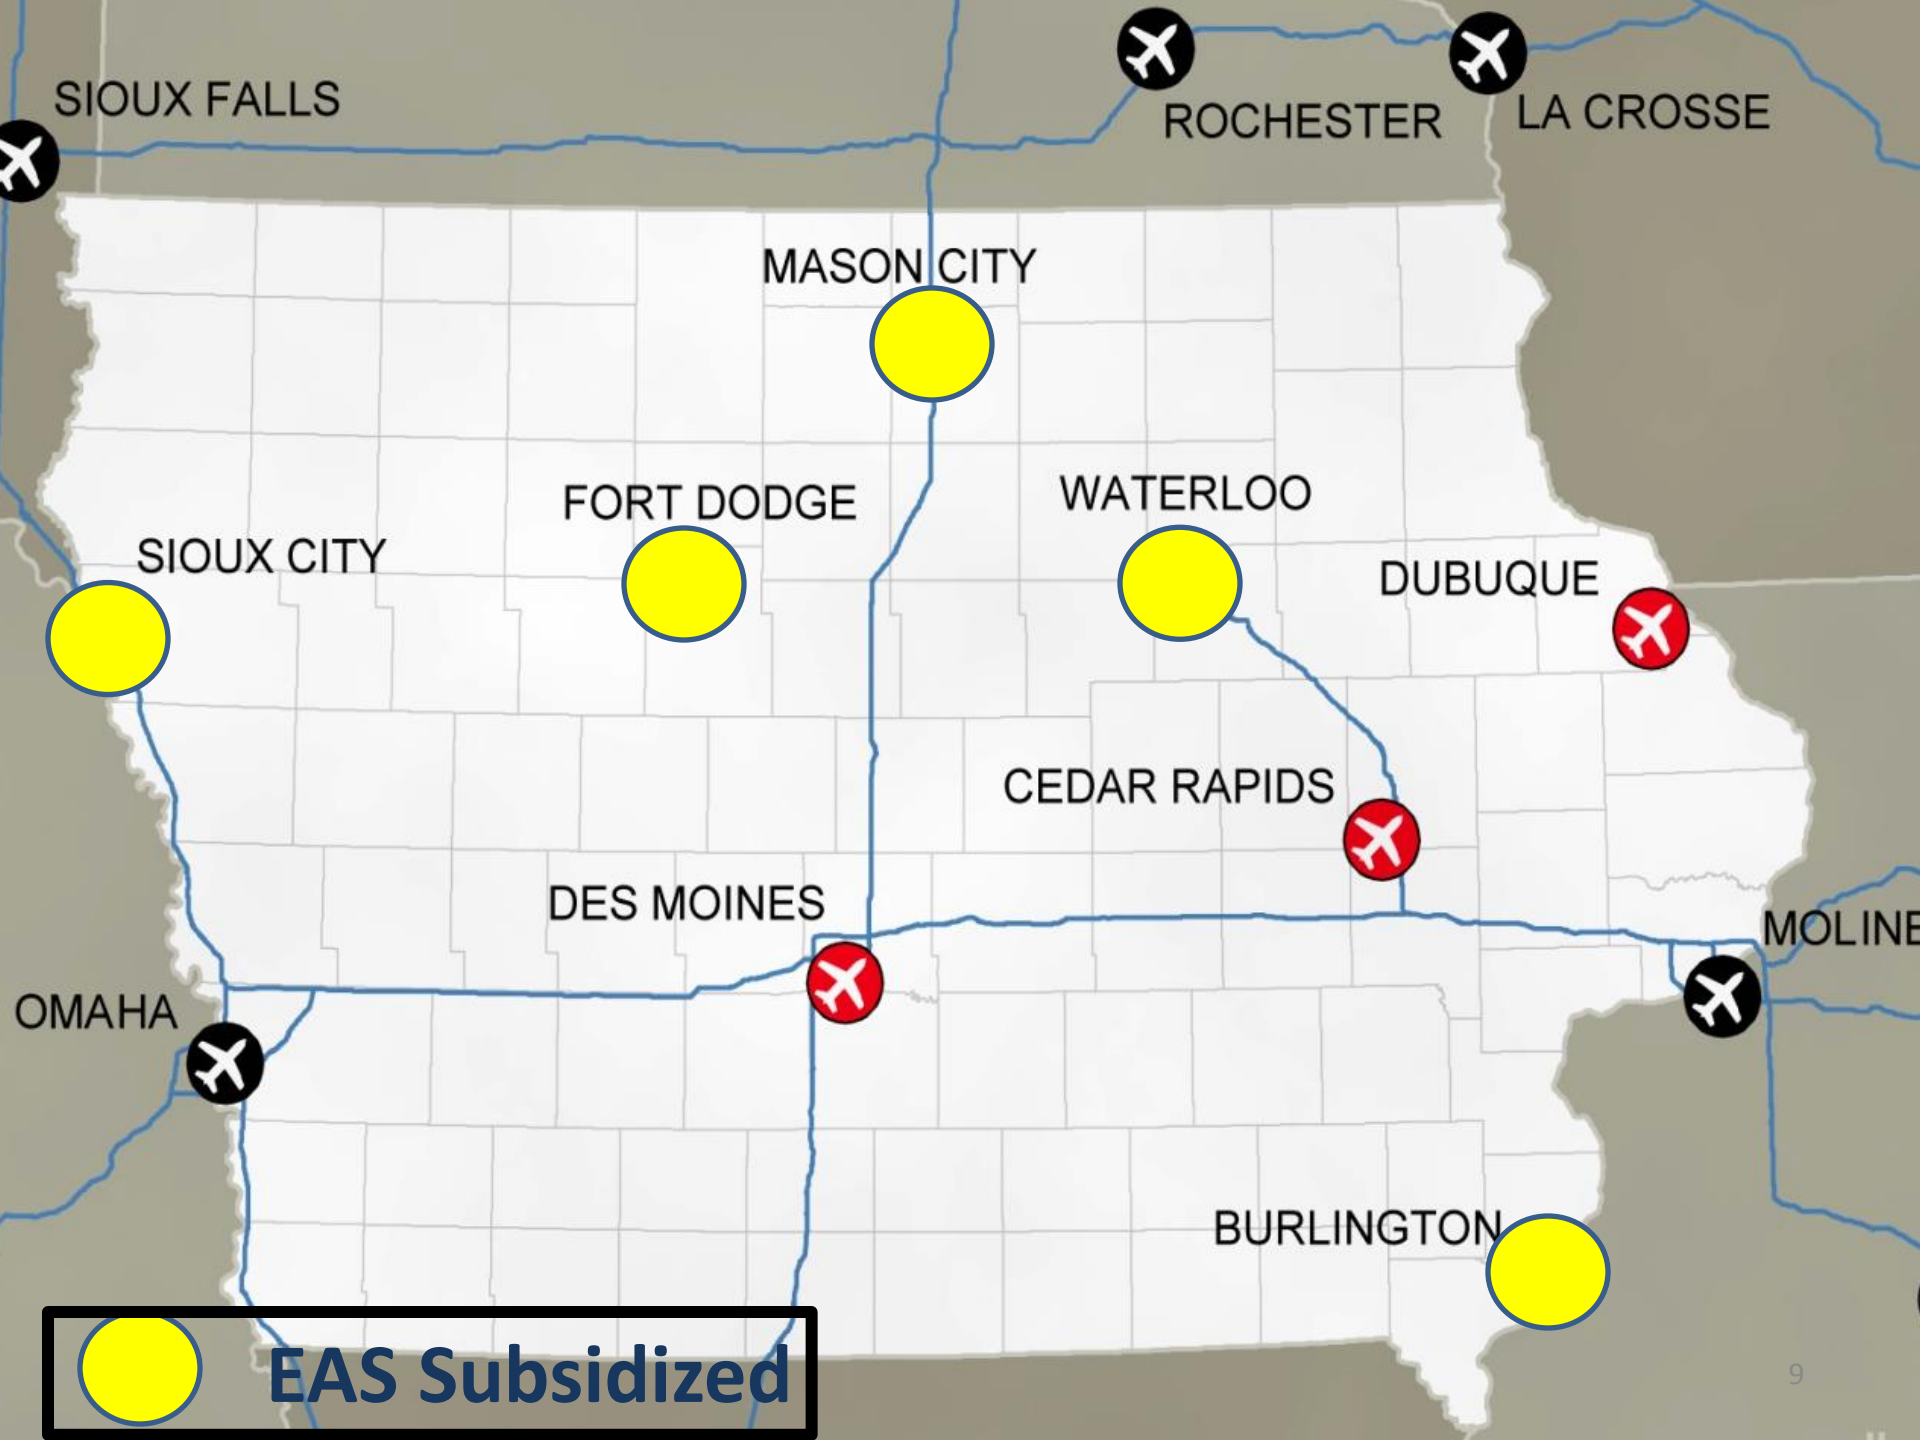 SIOUX FALLS
ROCHESTER
LA CROSSE
MASON CITY
FORT DODGE
WATERLOO
SIOUX CITY
DUBUQUE
CEDAR RAPIDS
DES MOINES
MOLINE
OMAHA
BURLINGTON
EAS Subsidized
9